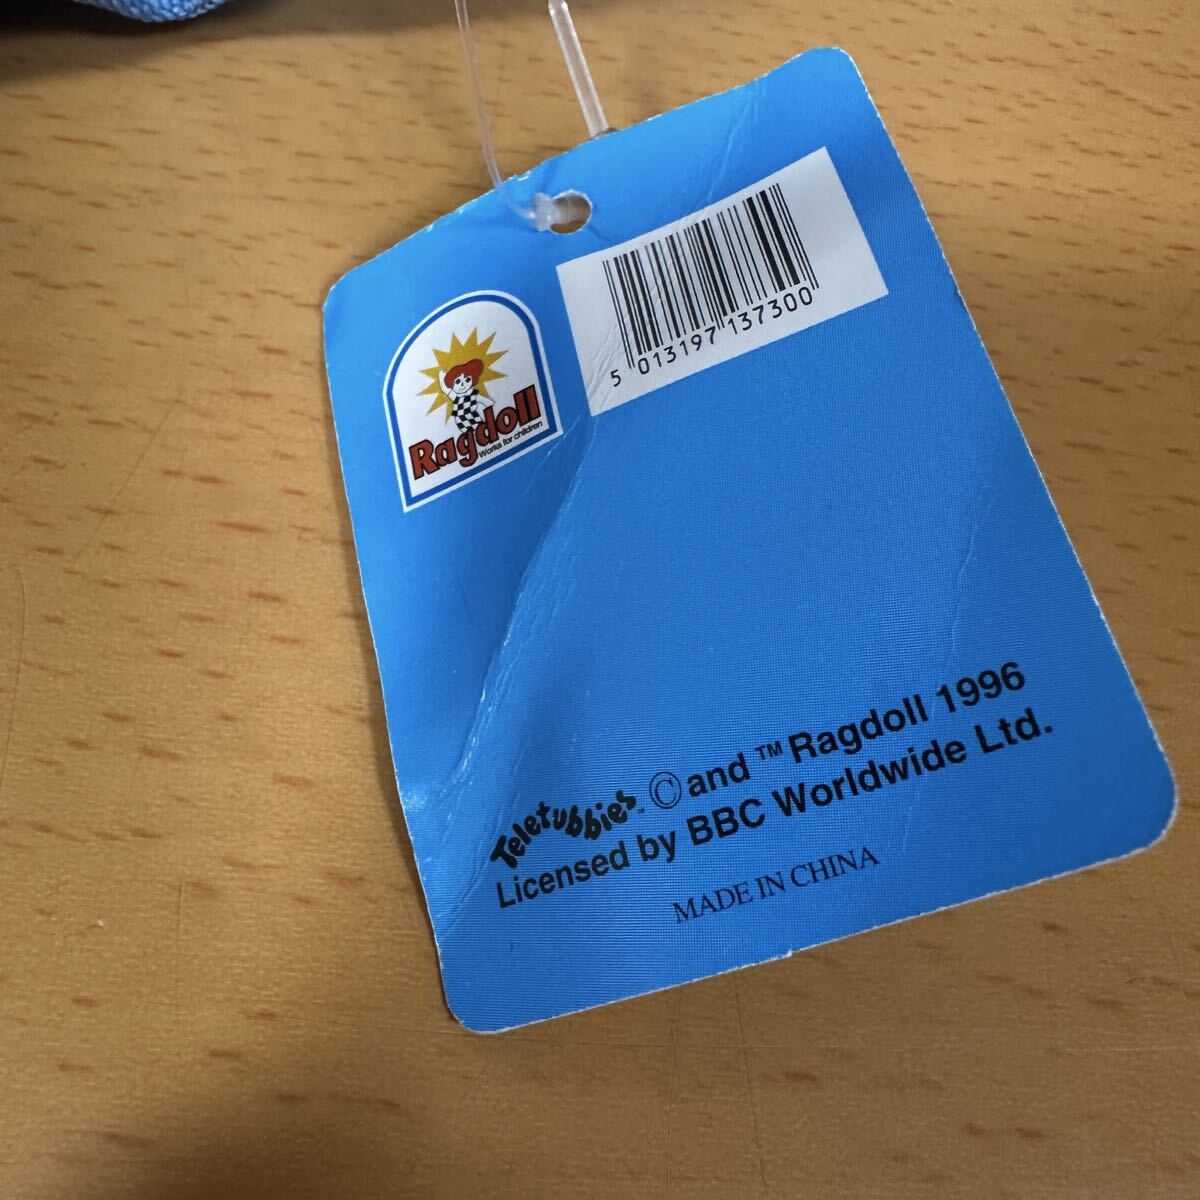 5 013197 137300
Ragdoll
Works for children
Teletubbies™ © and ™ Ragdoll 1996
Licensed by BBC Worldwide Ltd.
MADE IN CHINA